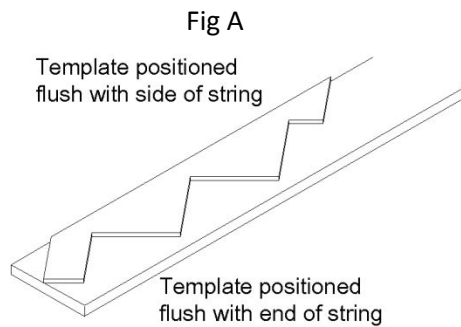 Fig A
Template positioned
flush with side of string
Template positioned
flush with end of string